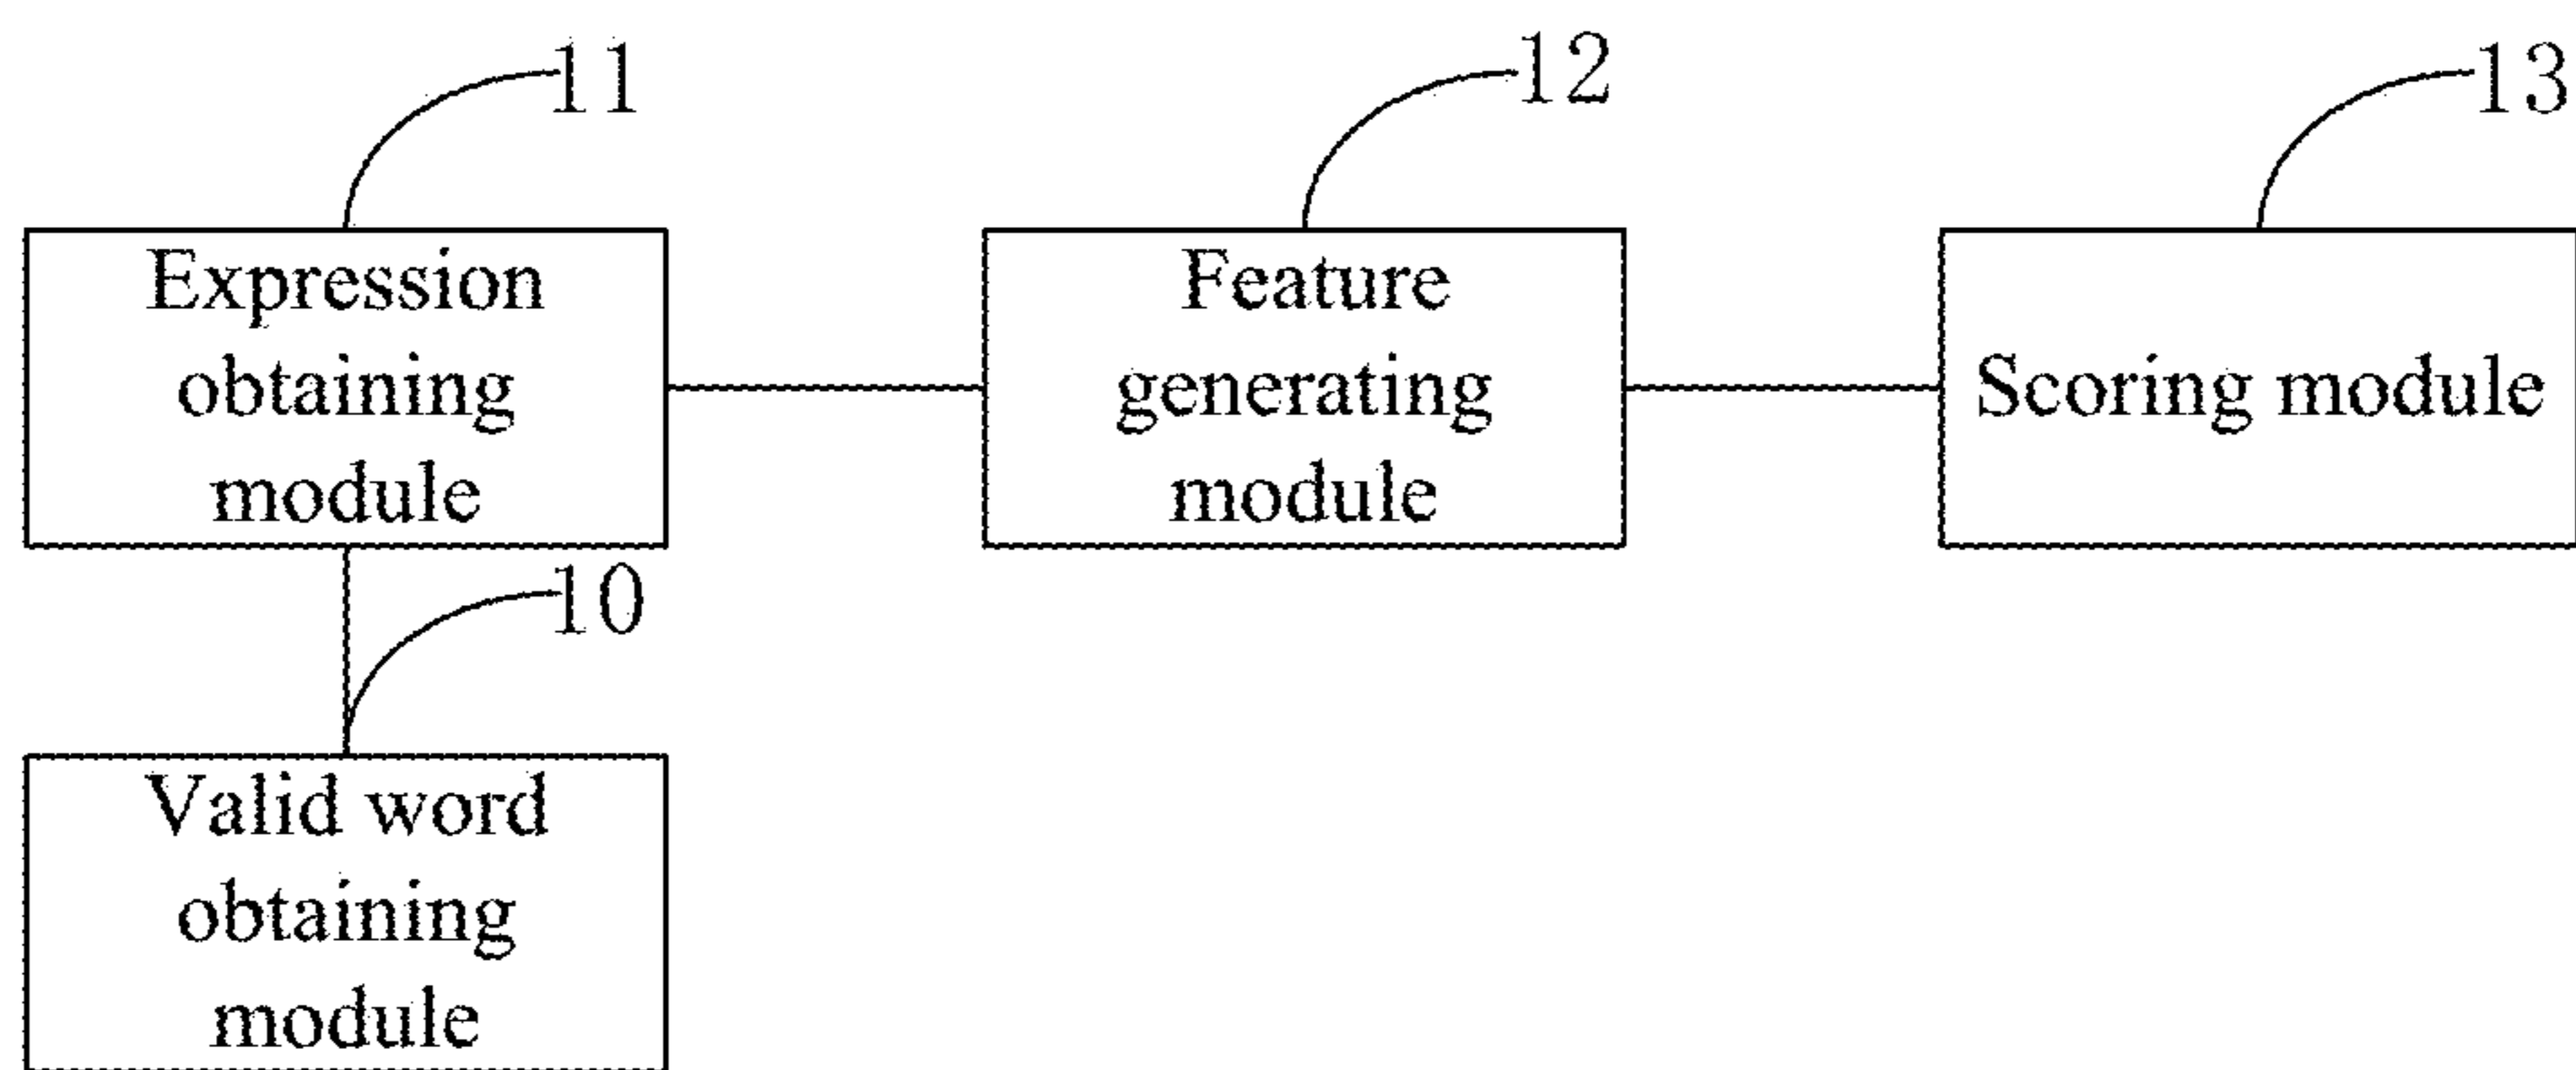 11
12
13
Expression
obtaining
module
Feature
generating
module
Scoring module
10
Valid word
obtaining
module